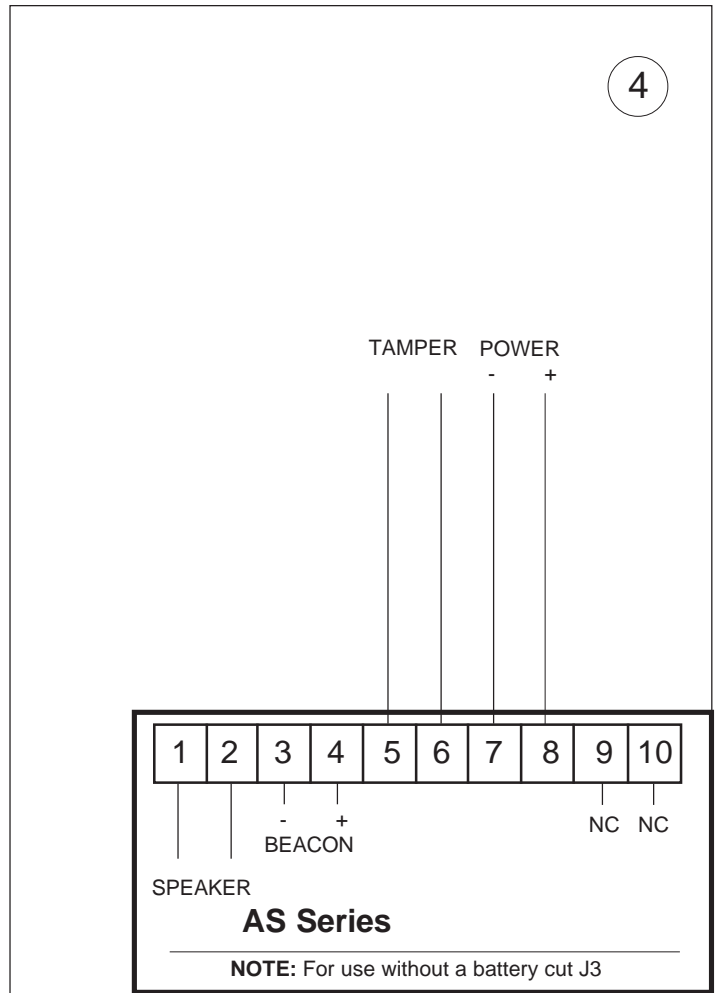 4
TAMPER POWER
- +
1 2 3 4 5 6 7 8 9 10
- + NC NC
BEACON
SPEAKER
AS Series
NOTE: For use without a battery cut J3